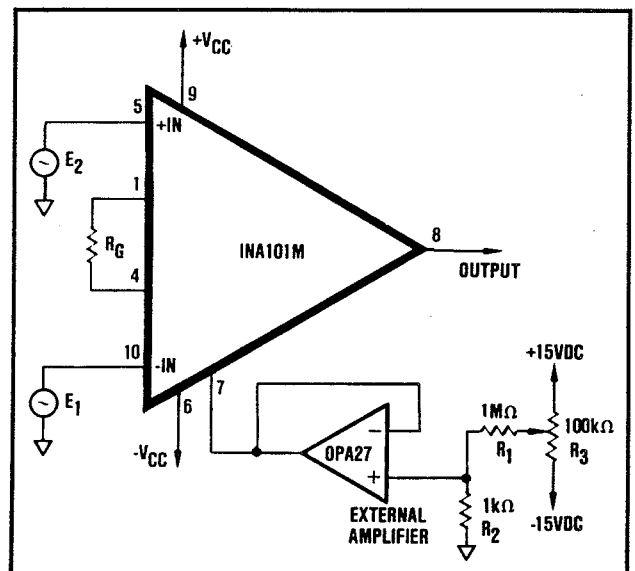 +VCC
9
5
+IN
E2
1
RG
INA101M
8
OUTPUT
4
10
-IN
+15VDC
E1
7
6
1MΩ
100kΩ
R1
R3
-
OPA27
-VCC
+
1kΩ
-15VDC
EXTERNAL
AMPLIFIER
R2